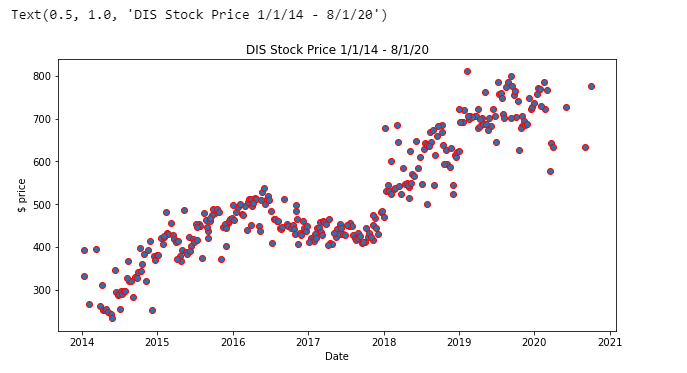 Text(0.5, 1.0, 'DIS Stock Price 1/1/14 - 8/1/20')
DIS Stock Price 1/1/14 - 8/1/20
800
700
600
500
400
300
$ price
2014 2015 2016 2017 2018 2019 2020 2021
Date